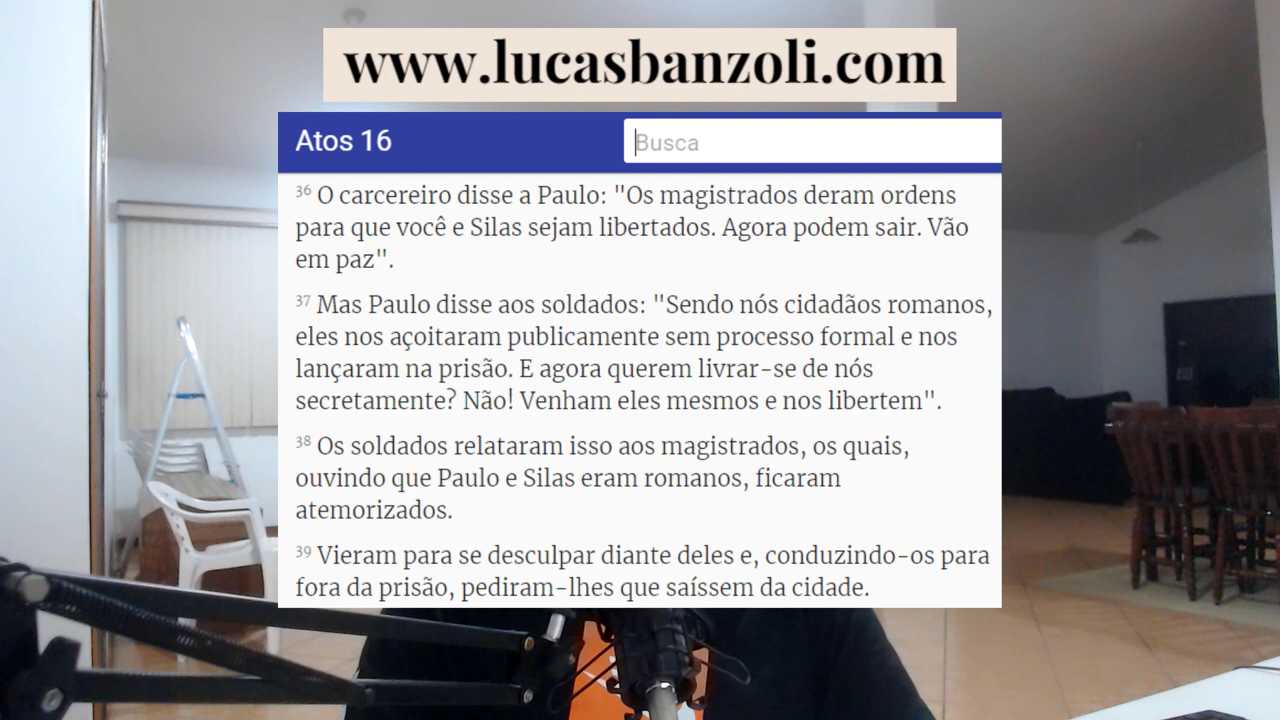 www.lucasbanzoli.com
Atos 16
Busca
36 O carcereiro disse a Paulo: "Os magistrados deram ordens
para que você e Silas sejam libertados. Agora podem sair. Vão
em paz".
37 Mas Paulo disse aos soldados: "Sendo nós cidadãos romanos,
eles nos açoitaram publicamente sem processo formal e nos
lançaram na prisão. E agora querem livrar-se de nós
secretamente? Não! Venham eles mesmos e nos libertem".
38 Os soldados relataram isso aos magistrados, os quais,
ouvindo que Paulo e Silas eram romanos, ficaram
atemorizados.
39 Vieram para se desculpar diante deles e, conduzindo-os para
fora da prisão, pediram-lhes que saíssem da cidade.